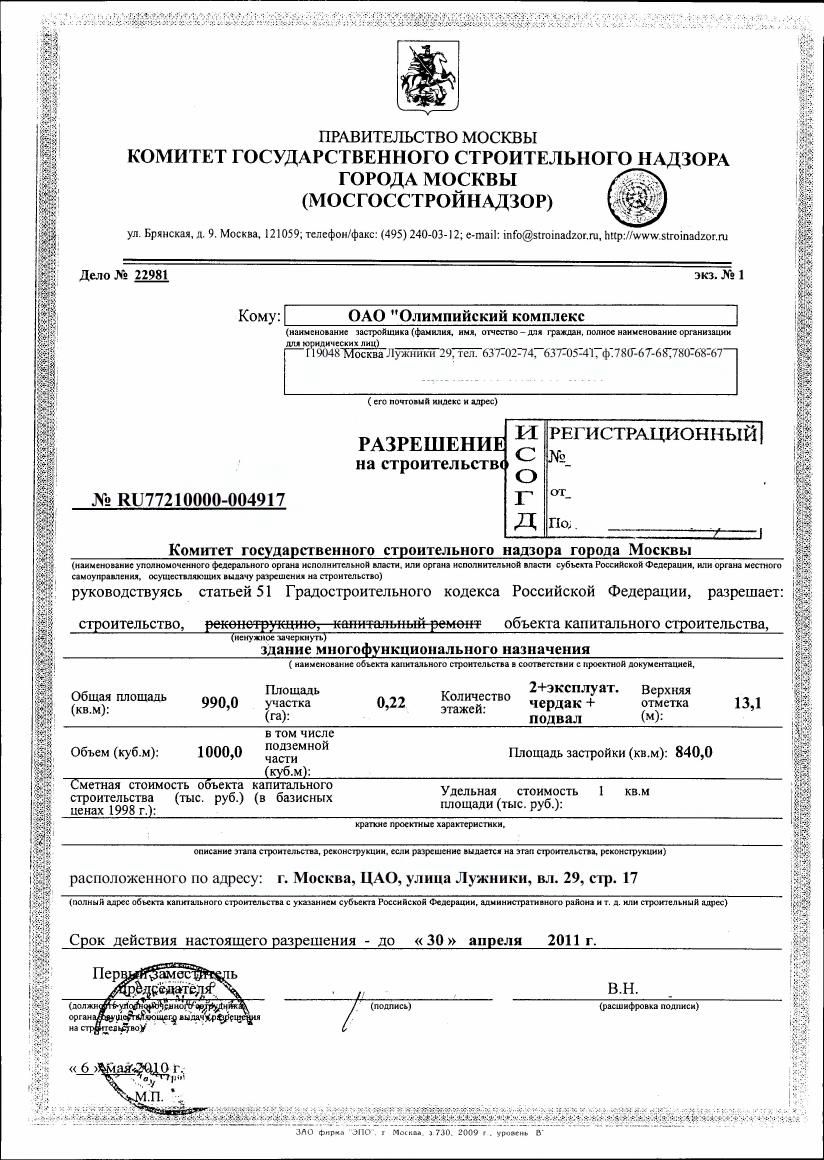 ПРАВИТЕЛЬСТВО МОСКВЫ
КОМИТЕТ ГОСУДАРСТВЕННОГО СТРОИТЕЛЬНОГО НАДЗОРА
ГОРОДА МОСКВЫ
(МОСГОССТРОЙНАДЗОР)
ул. Брянская, д. 9. Москва, 121059; телефон/факс: (495) 240-03-12; e-mail: info@stroinadzor.ru, http://www.stroinadzor.ru
Дело № 22981 экз. № 1
Кому: ОАО "Олимпийский комплекс
(наименование застройщика (фамилия, имя, отчество – для граждан, полное наименование организации
для юридических лиц)
119048 Москва Лужники 29, тел. 637-02-74, 637-05-41, ф.780-67-68,780-68-67
( его почтовый индекс и адрес)
РАЗРЕШЕНИЕ
на строительство
ИСОГД
РЕГИСТРАЦИОННЫЙ
№
от
№ RU77210000-004917
Комитет государственного строительного надзора города Москвы
(наименование уполномоченного федерального органа исполнительной власти, или органа исполнительной власти субъекта Российской Федерации, или органа местного
самоуправления, осуществляющих выдачу разрешения на строительство)
руководствуясь статьей 51 Градостроительного кодекса Российской Федерации, разрешает:
строительство, реконструкцию, капитальный ремонт объекта капитального строительства,
(ненужное зачеркнуть)
здание многофункционального назначения
( наименование объекта капитального строительства в соответствии с проектной документацией,
Общая площадь (кв.м): 990,0 Площадь участка (га): 0,22 Количество этажей: 2+эксплуат. чердак + подвал Верхняя отметка (м): 13,1
Объем (куб.м): 1000,0 в том числе подземной части (куб.м): Площадь застройки (кв.м): 840,0
Сметная стоимость объекта капитального
строительства (тыс. руб.) (в базисных
ценах 1998 г.):
Удельная стоимость 1 кв.м
площади (тыс. руб.):
краткие проектные характеристики,
описание этапа строительства, реконструкции, если разрешение выдается на этап строительства, реконструкции)
расположенного по адресу: г. Москва, ЦАО, улица Лужники, вл. 29, стр. 17
(полный адрес объекта капитального строительства с указанием субъекта Российской Федерации, административного района и т. д. или строительный адрес)
Срок действия настоящего разрешения - до « 30 » апреля 2011 г.
Первый заместитель
председателя
В.Н.
(должность уполномоченного сотрудника
органа, осуществляющего выдачу разрешения
на строительство)
(подпись)
(расшифровка подписи)
« 6 » мая 2010 г.
М.П.
ЗАО фирма "ЭПО", г Москва, з.730, 2009 г., уровень В"